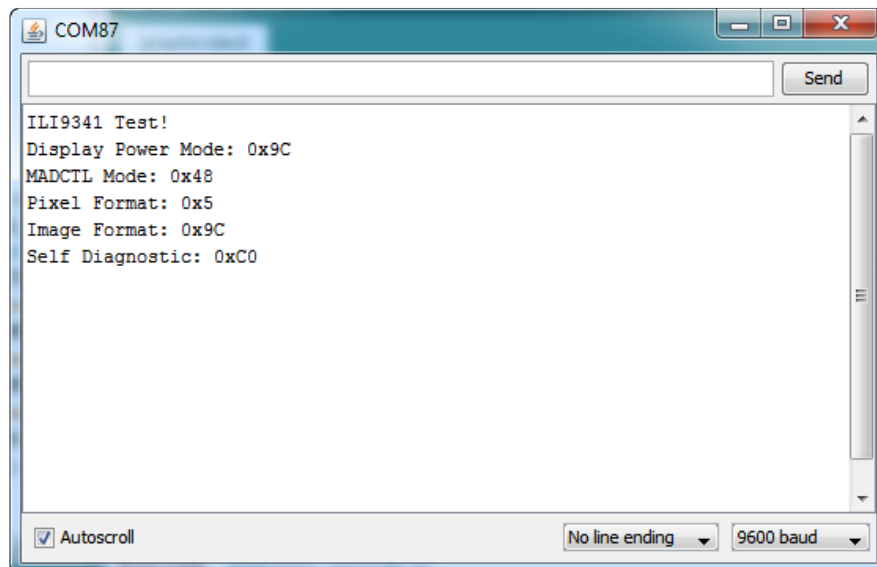 COM87
Send
ILI9341 Test!
Display Power Mode: 0x9C
MADCTL Mode: 0x48
Pixel Format: 0x5
Image Format: 0x9C
Self Diagnostic: 0xC0
Autoscroll
No line ending
9600 baud